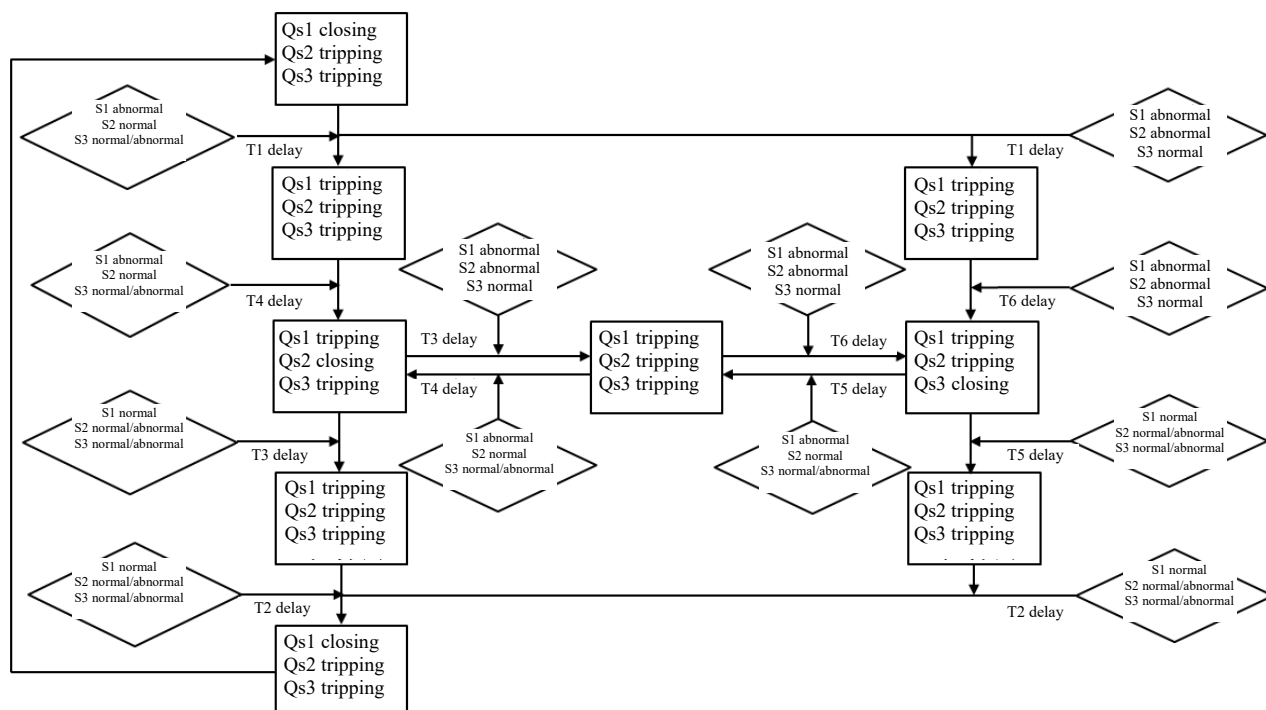 Qs1 closing
Qs2 tripping
Qs3 tripping
S1 abnormal
S2 normal
S3 normal/abnormal
T1 delay
S1 abnormal
S2 abnormal
S3 normal
T1 delay
Qs1 tripping
Qs2 tripping
Qs3 tripping
Qs1 tripping
Qs2 tripping
Qs3 tripping
S1 abnormal
S2 normal
S3 normal/abnormal
T4 delay
S1 abnormal
S2 abnormal
S3 normal
S1 abnormal
S2 abnormal
S3 normal
S1 abnormal
S2 abnormal
S3 normal
T6 delay
Qs1 tripping
Qs2 closing
Qs3 tripping
T3 delay
T4 delay
Qs1 tripping
Qs2 tripping
Qs3 tripping
T6 delay
T5 delay
Qs1 tripping
Qs2 tripping
Qs3 closing
S1 normal
S2 normal/abnormal
S3 normal/abnormal
T3 delay
S1 abnormal
S2 normal
S3 normal/abnormal
S1 abnormal
S2 normal
S3 normal/abnormal
S1 normal
S2 normal/abnormal
S3 normal/abnormal
T5 delay
Qs1 tripping
Qs2 tripping
Qs3 tripping
Qs1 tripping
Qs2 tripping
Qs3 tripping
S1 normal
S2 normal/abnormal
S3 normal/abnormal
T2 delay
S1 normal
S2 normal/abnormal
S3 normal/abnormal
T2 delay
Qs1 closing
Qs2 tripping
Qs3 tripping